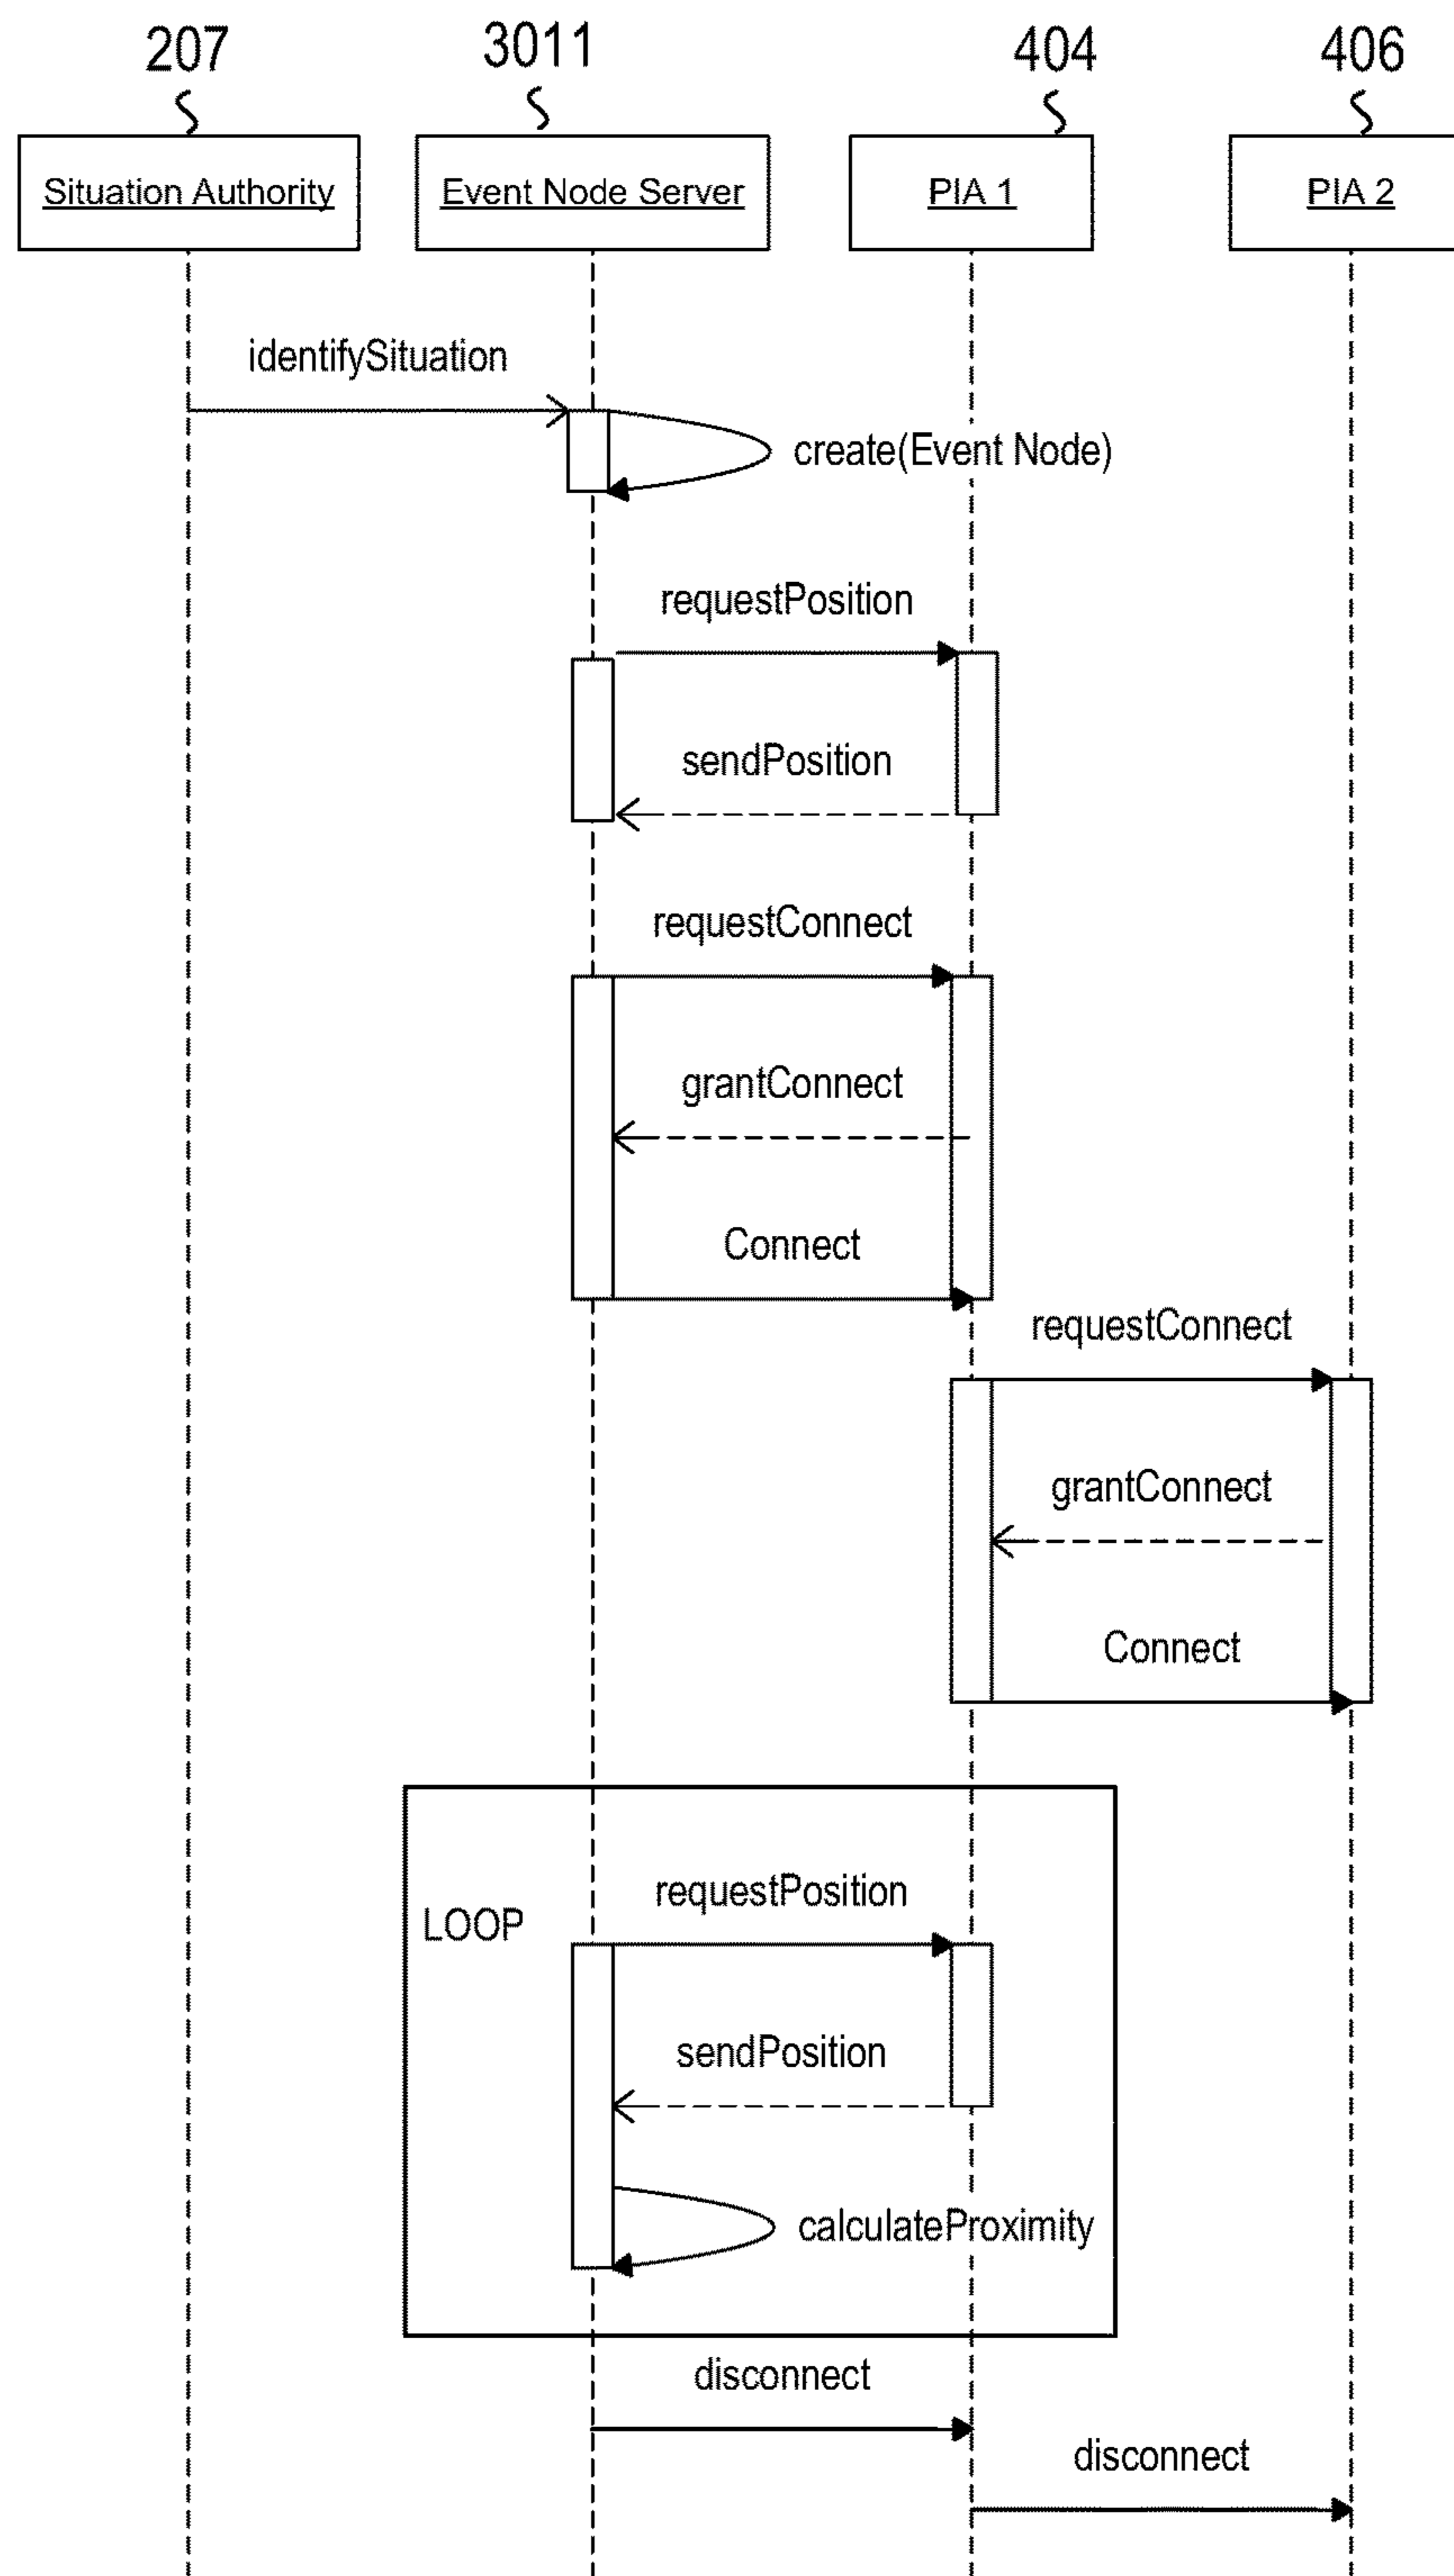 207
3011
404
406
Situation Authority
Event Node Server
PIA 1
PIA 2
identifySituation
create(Event Node)
requestPosition
sendPosition
requestConnect
grantConnect
Connect
requestConnect
grantConnect
Connect
requestPosition
LOOP
sendPosition
calculateProximity
disconnect
disconnect